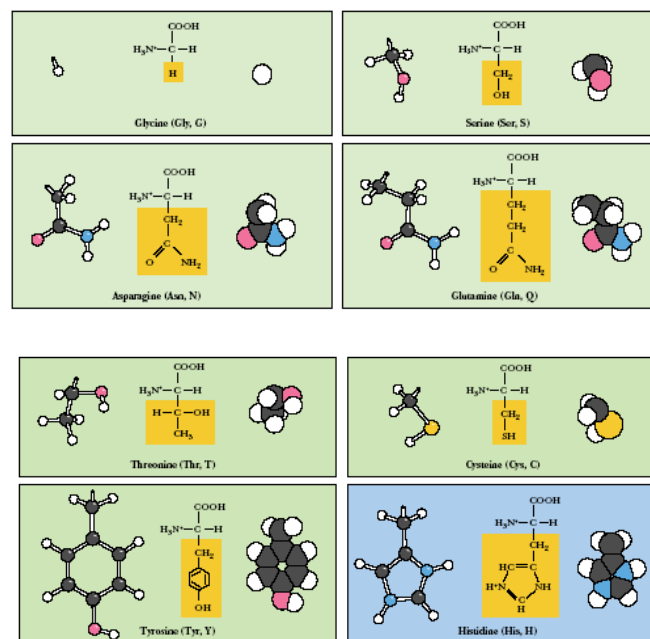 COOH
H₃N⁺—C—H
H
Glycine (Gly, G)
COOH
H₃N⁺—C—H
CH₂
OH
Serine (Ser, S)
COOH
H₃N⁺—C—H
CH₂
C
O NH₂
Asparagine (Asn, N)
COOH
H₃N⁺—C—H
CH₂
CH₂
C
O NH₂
Glutamine (Gln, Q)
COOH
H₃N⁺—C—H
H—C—OH
CH₃
Threonine (Thr, T)
COOH
H₃N⁺—C—H
CH₂
SH
Cysteine (Cys, C)
COOH
H₃N⁺—C—H
CH₂
OH
Tyrosine (Tyr, Y)
COOH
H₃N⁺—C—H
CH₂
HC C
H⁺N NH
C
H
Histidine (His, H)